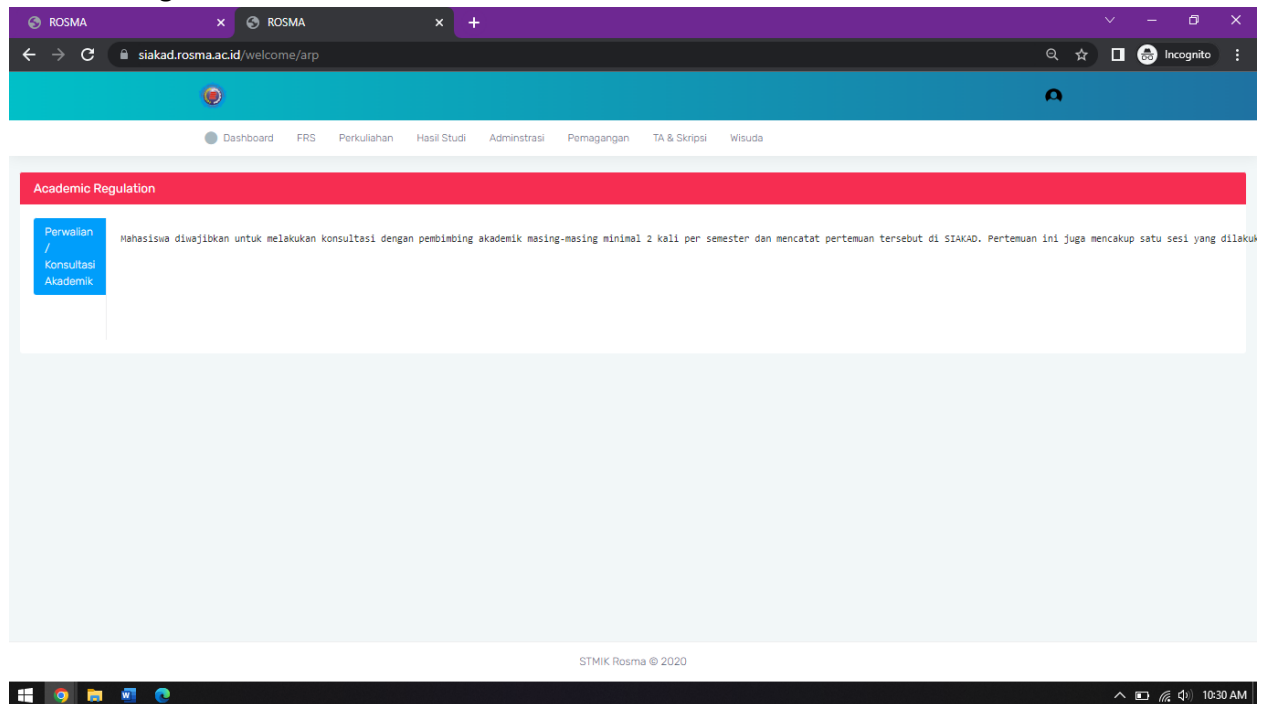 ROSMA
ROSMA
siakad.rosma.ac.id/welcome/arp
Incognito
Dashboard FRS Perkuliahan Hasil Studi Adminstrasi Pemagangan TA & Skripsi Wisuda
Academic Regulation
Perwalian
/
Konsultasi
Akademik
Mahasiswa diwajibkan untuk melakukan konsultasi dengan pembimbing akademik masing-masing minimal 2 kali per semester dan mencatat pertemuan tersebut di SIAKAD. Pertemuan ini juga mencakup satu sesi yang dilakuk
STMIK Rosma © 2020
10:30 AM